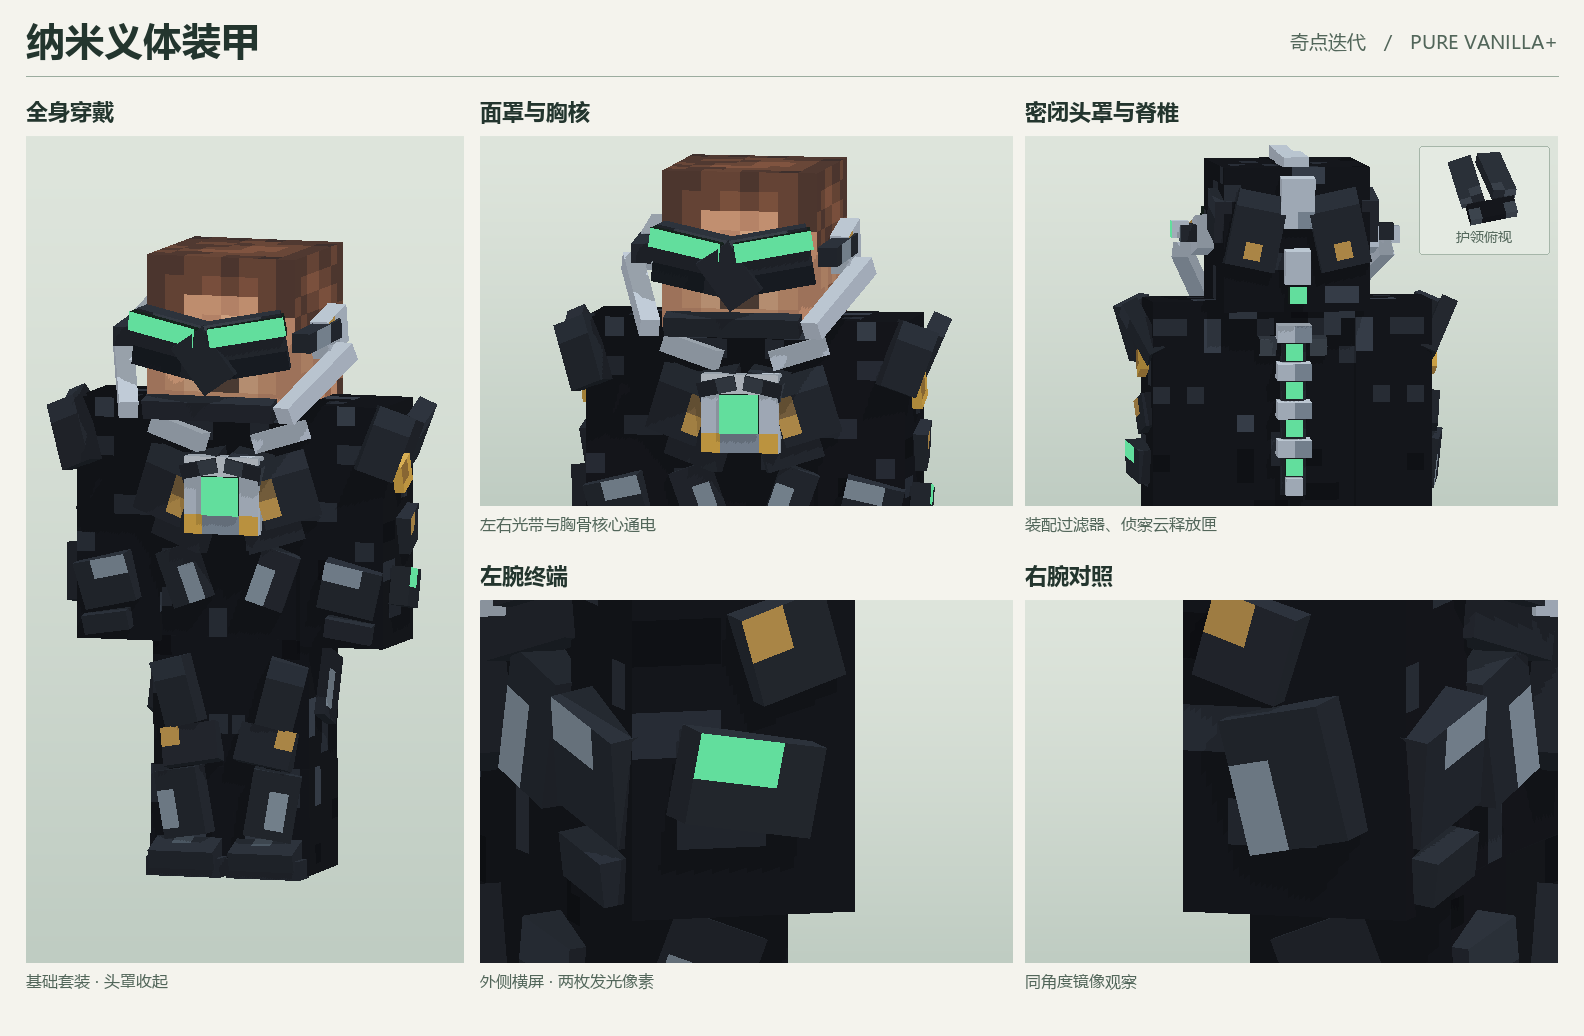 纳米义体装甲
奇点迭代 / PURE VANILLA+
全身穿戴
面罩与胸核
密闭头罩与脊椎
护领俯视
左右光带与胸骨核心通电
装配过滤器、侦察云释放匣
左腕终端
右腕对照
基础套装 · 头罩收起
外侧横屏 · 两枚发光像素
同角度镜像观察